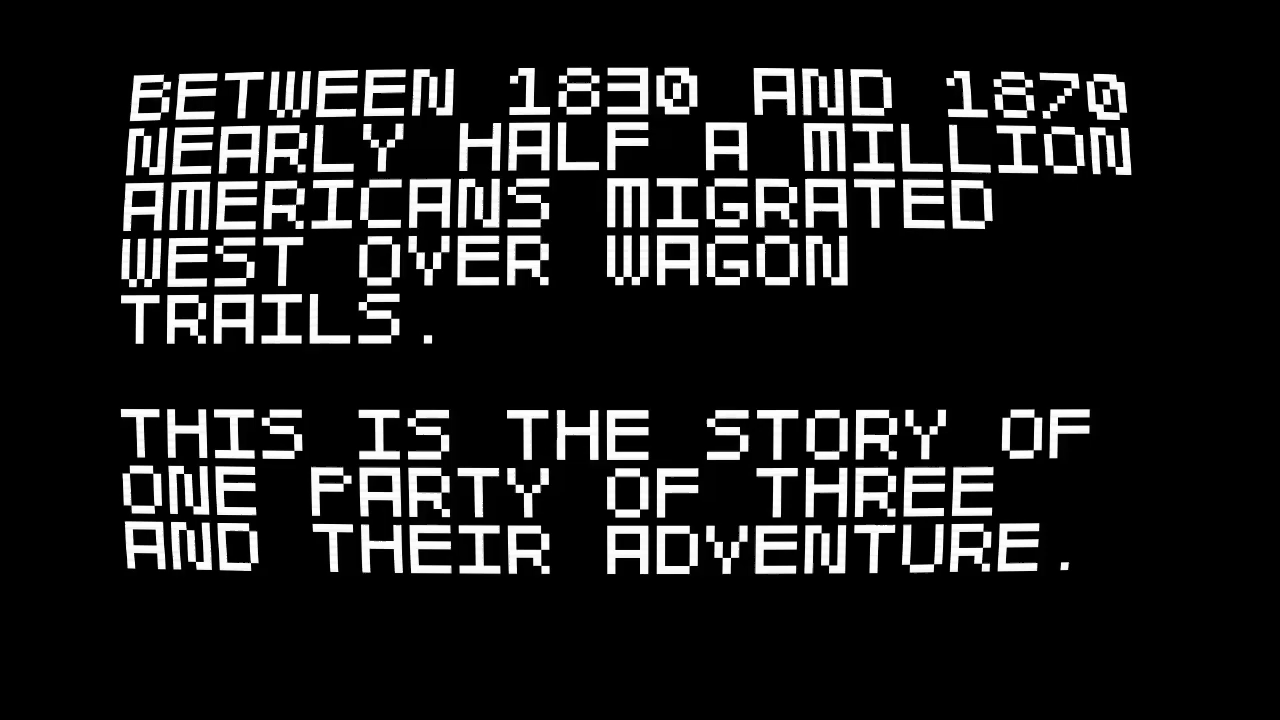 BETWEEN 1830 AND 1870
NEARLY HALF A MILLION
AMERICANS MIGRATED
WEST OVER WAGON
TRAILS.
THIS IS THE STORY OF
ONE PARTY OF THREE
AND THEIR ADVENTURE.